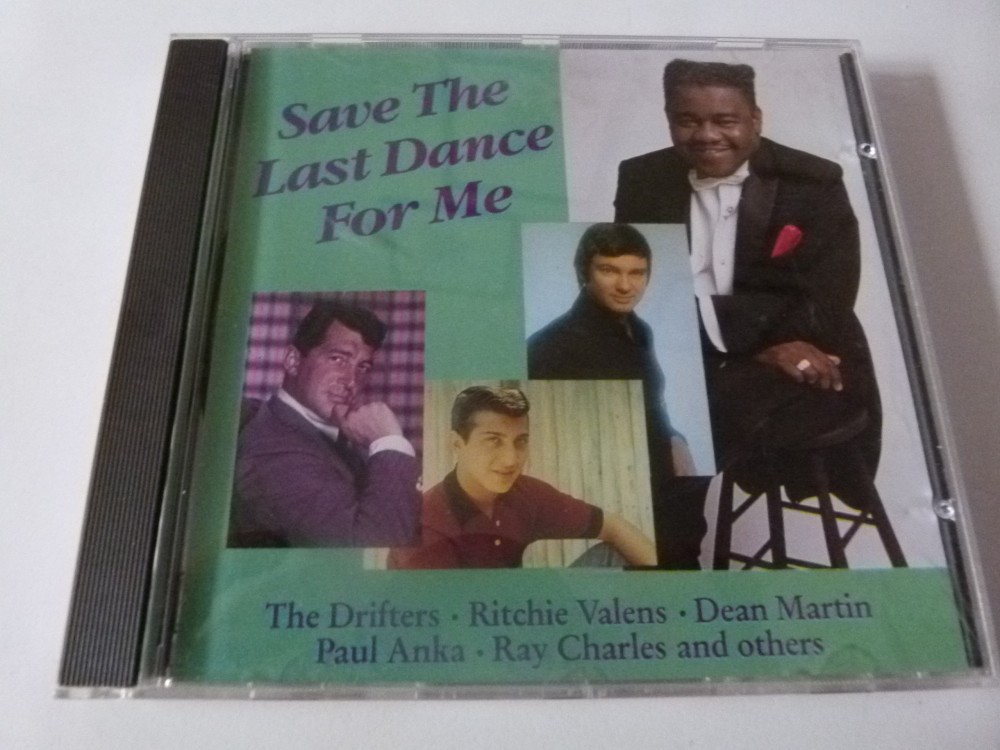 Save The
Last Dance
For Me
The Drifters · Ritchie Valens · Dean Martin
Paul Anka · Ray Charles and others